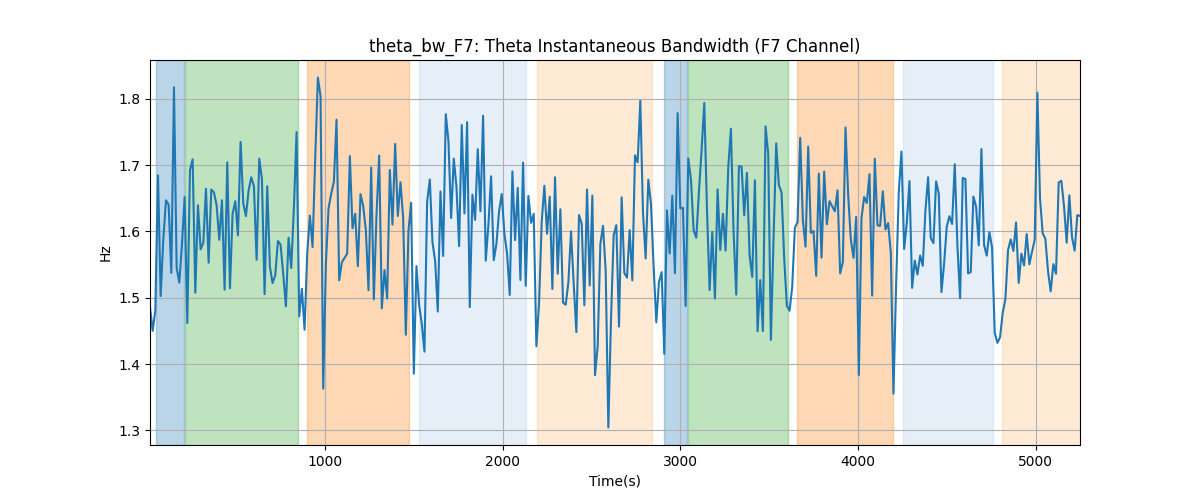 theta_bw_F7: Theta Instantaneous Bandwidth (F7 Channel)
Hz
1.8
1.7
1.6
1.5
1.4
1.3
1000 2000 3000 4000 5000
Time(s)